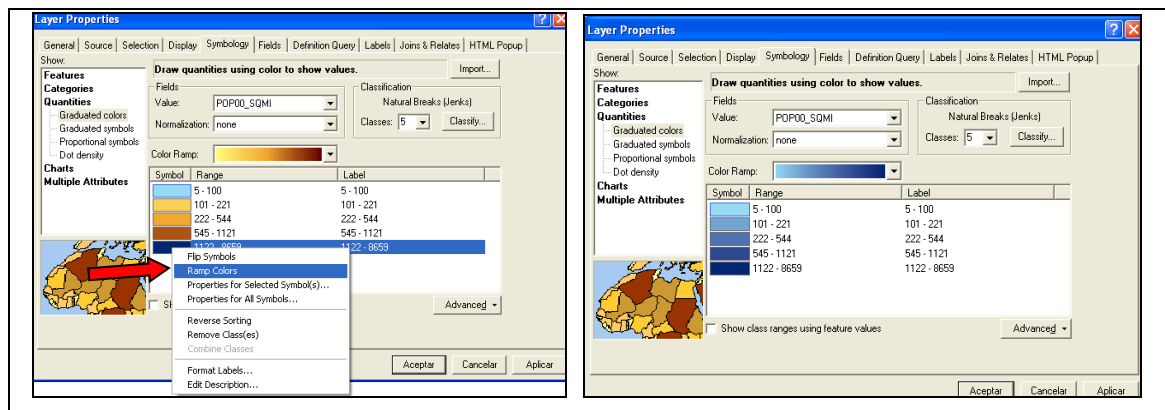 Layer Properties
General Source Selection Display Symbology Fields Definition Query Labels Joins & Relates HTML Popup
Show:
Features
Categories
Quantities
Graduated colors
Graduated symbols
Proportional symbols
Dot density
Charts
Multiple Attributes
Draw quantities using color to show values.
Import...
Fields
Value: POP00_SQMI
Normalization: none
Classification
Natural Breaks (Jenks)
Classes: 5 Classify...
Color Ramp:
Symbol Range Label
5 - 100 5 - 100
101 - 221 101 - 221
222 - 544 222 - 544
545 - 1121 545 - 1121
1122 - 8659 1122 - 8659
Flip Symbols
Ramp Colors
Properties for Selected Symbol(s)...
Properties for All Symbols...
Reverse Sorting
Remove Class(es)
Combine Classes
Format Labels...
Edit Description...
Advanced
Aceptar Cancelar Aplicar
Layer Properties
General Source Selection Display Symbology Fields Definition Query Labels Joins & Relates HTML Popup
Show:
Features
Categories
Quantities
Graduated colors
Graduated symbols
Proportional symbols
Dot density
Charts
Multiple Attributes
Draw quantities using color to show values.
Import...
Fields
Value: POP00_SQMI
Normalization: none
Classification
Natural Breaks (Jenks)
Classes: 5 Classify...
Color Ramp:
Symbol Range Label
5 - 100 5 - 100
101 - 221 101 - 221
222 - 544 222 - 544
545 - 1121 545 - 1121
1122 - 8659 1122 - 8659
Show class ranges using feature values
Advanced
Aceptar Cancelar Aplicar